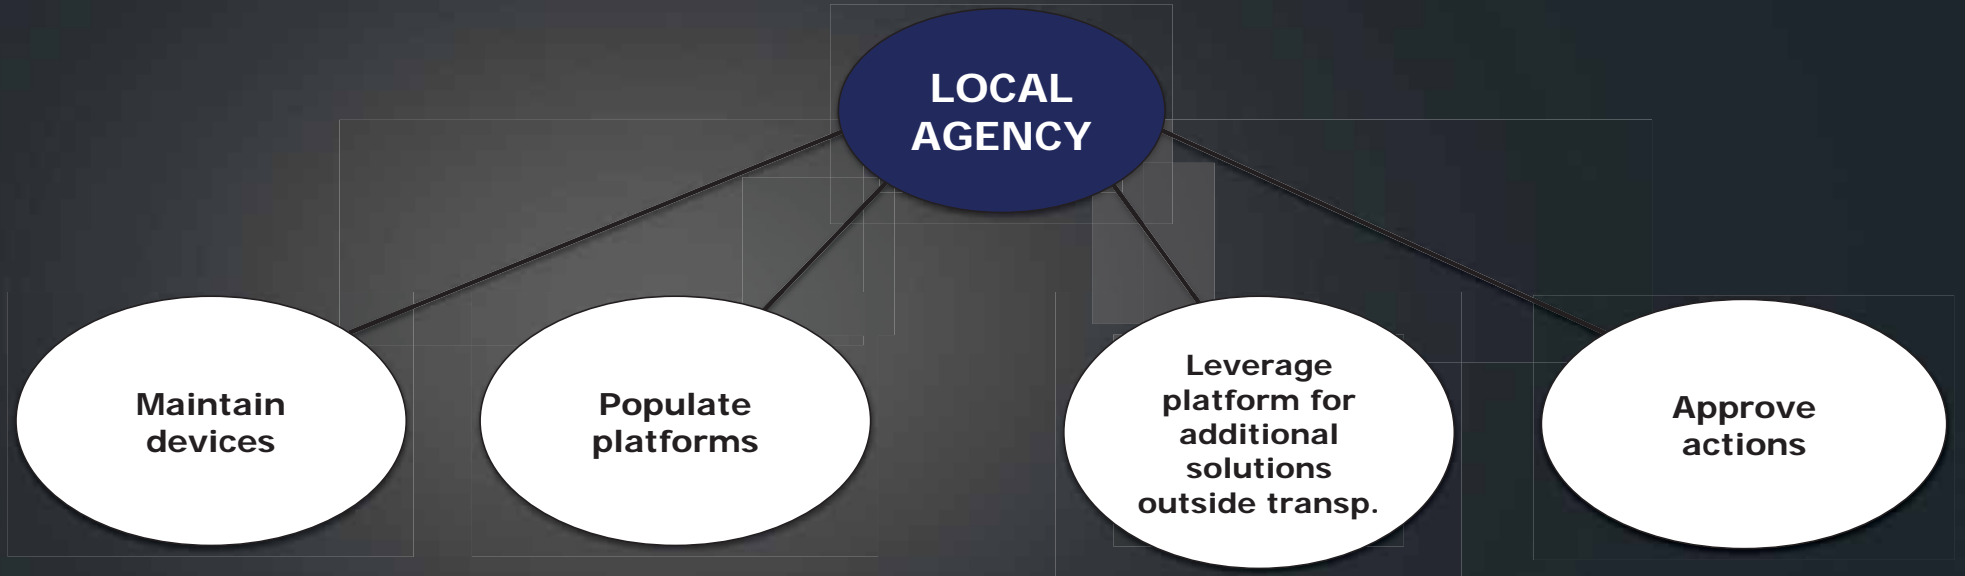 LOCAL
AGENCY
Maintain
devices
Populate
platforms
Leverage
platform for
additional
solutions
outside transp.
Approve
actions